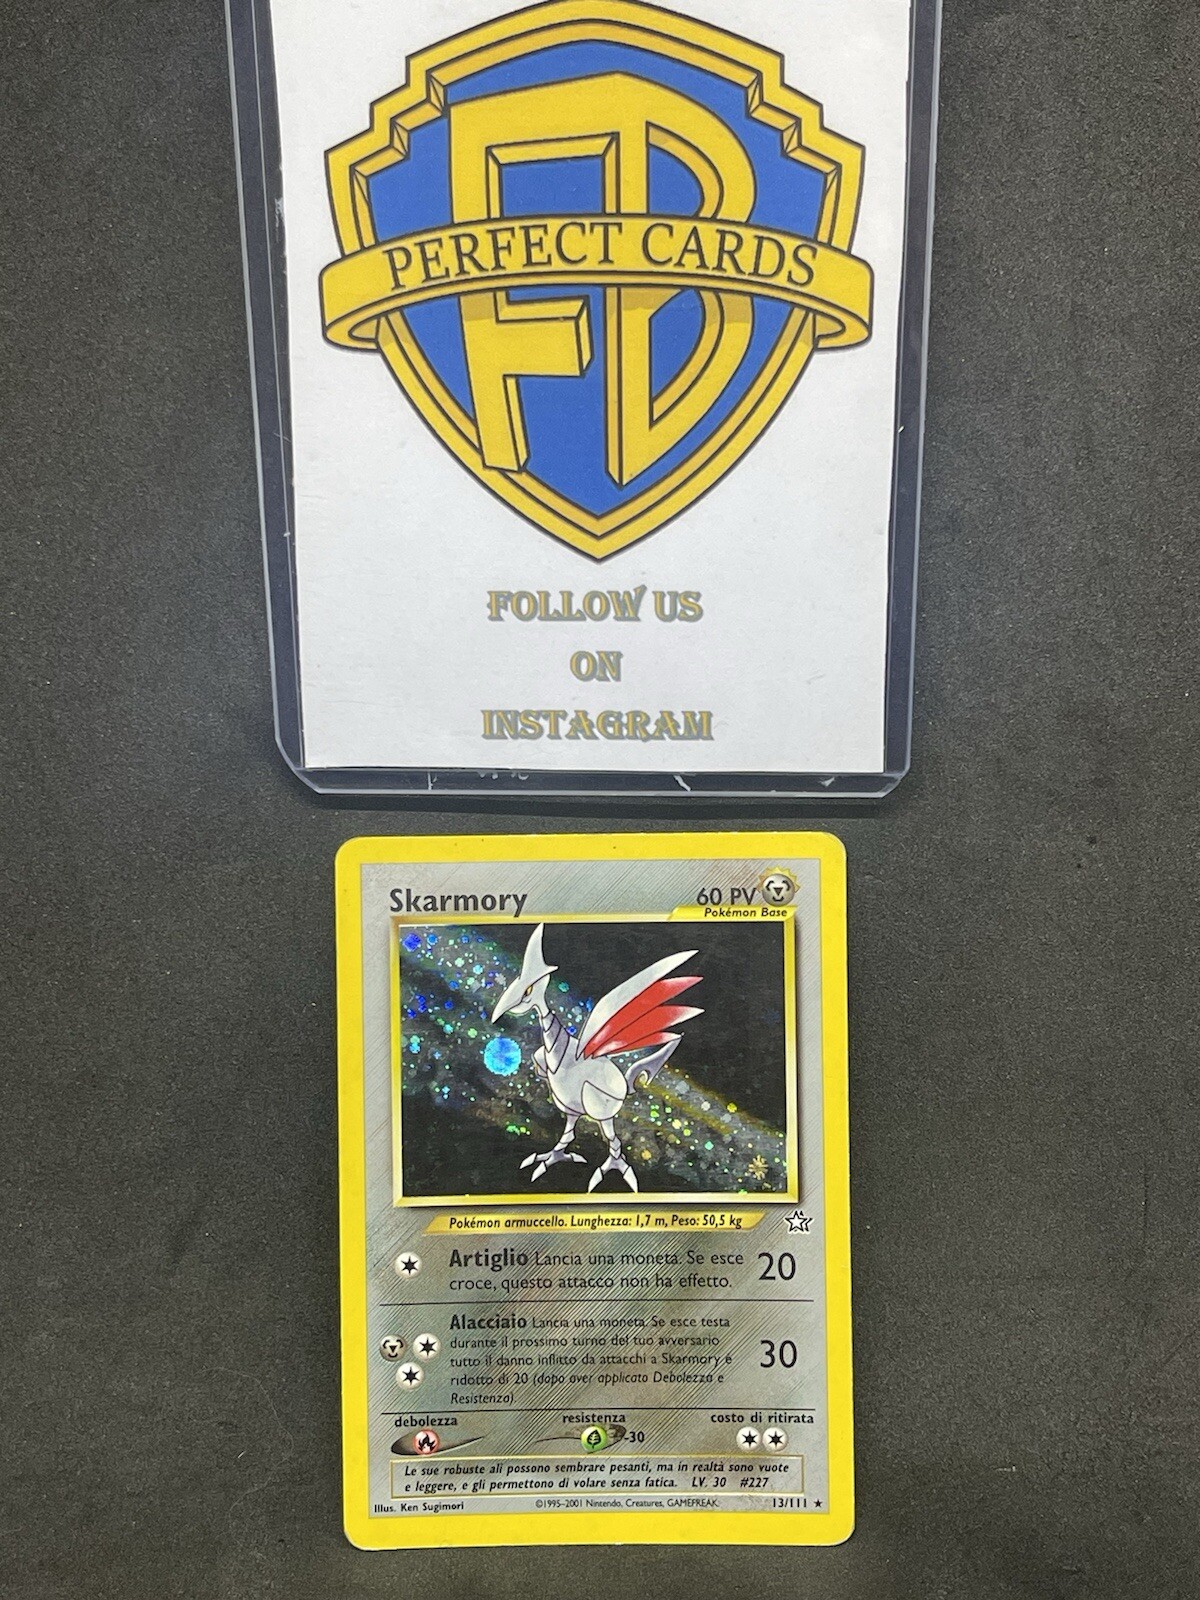 FB
PERFECT CARDS
FOLLOW US
ON
INSTAGRAM
Skarmory
60 PV
Pokémon Base
Pokémon armuccello. Lunghezza: 1,7 m, Peso: 50,5 kg
Artiglio Lancia una moneta. Se esce
croce, questo attacco non ha effetto.
20
Alacciaio Lancia una moneta. Se esce testa
durante il prossimo turno del tuo avversario
tutto il danno inflitto da attacchi a Skarmory è
ridotto di 20 (dopo aver applicato Debolezza e
Resistenza).
30
debolezza
resistenza
costo di ritirata
-30
Le sue robuste ali possono sembrare pesanti, ma in realtà sono vuote
e leggere, e gli permettono di volare senza fatica. LV. 30 #227
Illus. Ken Sugimori
©1995-2001 Nintendo, Creatures, GAMEFREAK.
13/111 ★